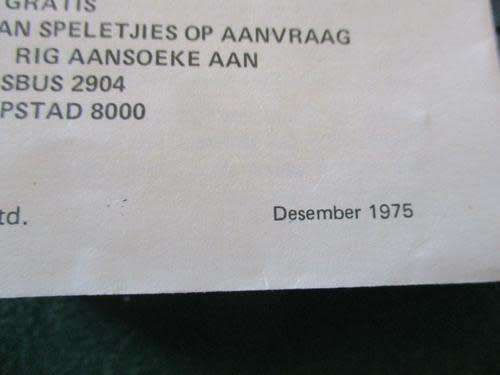 GRATIS
AN SPELETJIES OP AANVRAAG
RIG AANSOEKE AAN
SBUS 2904
PSTAD 8000
td.
Desember 1975